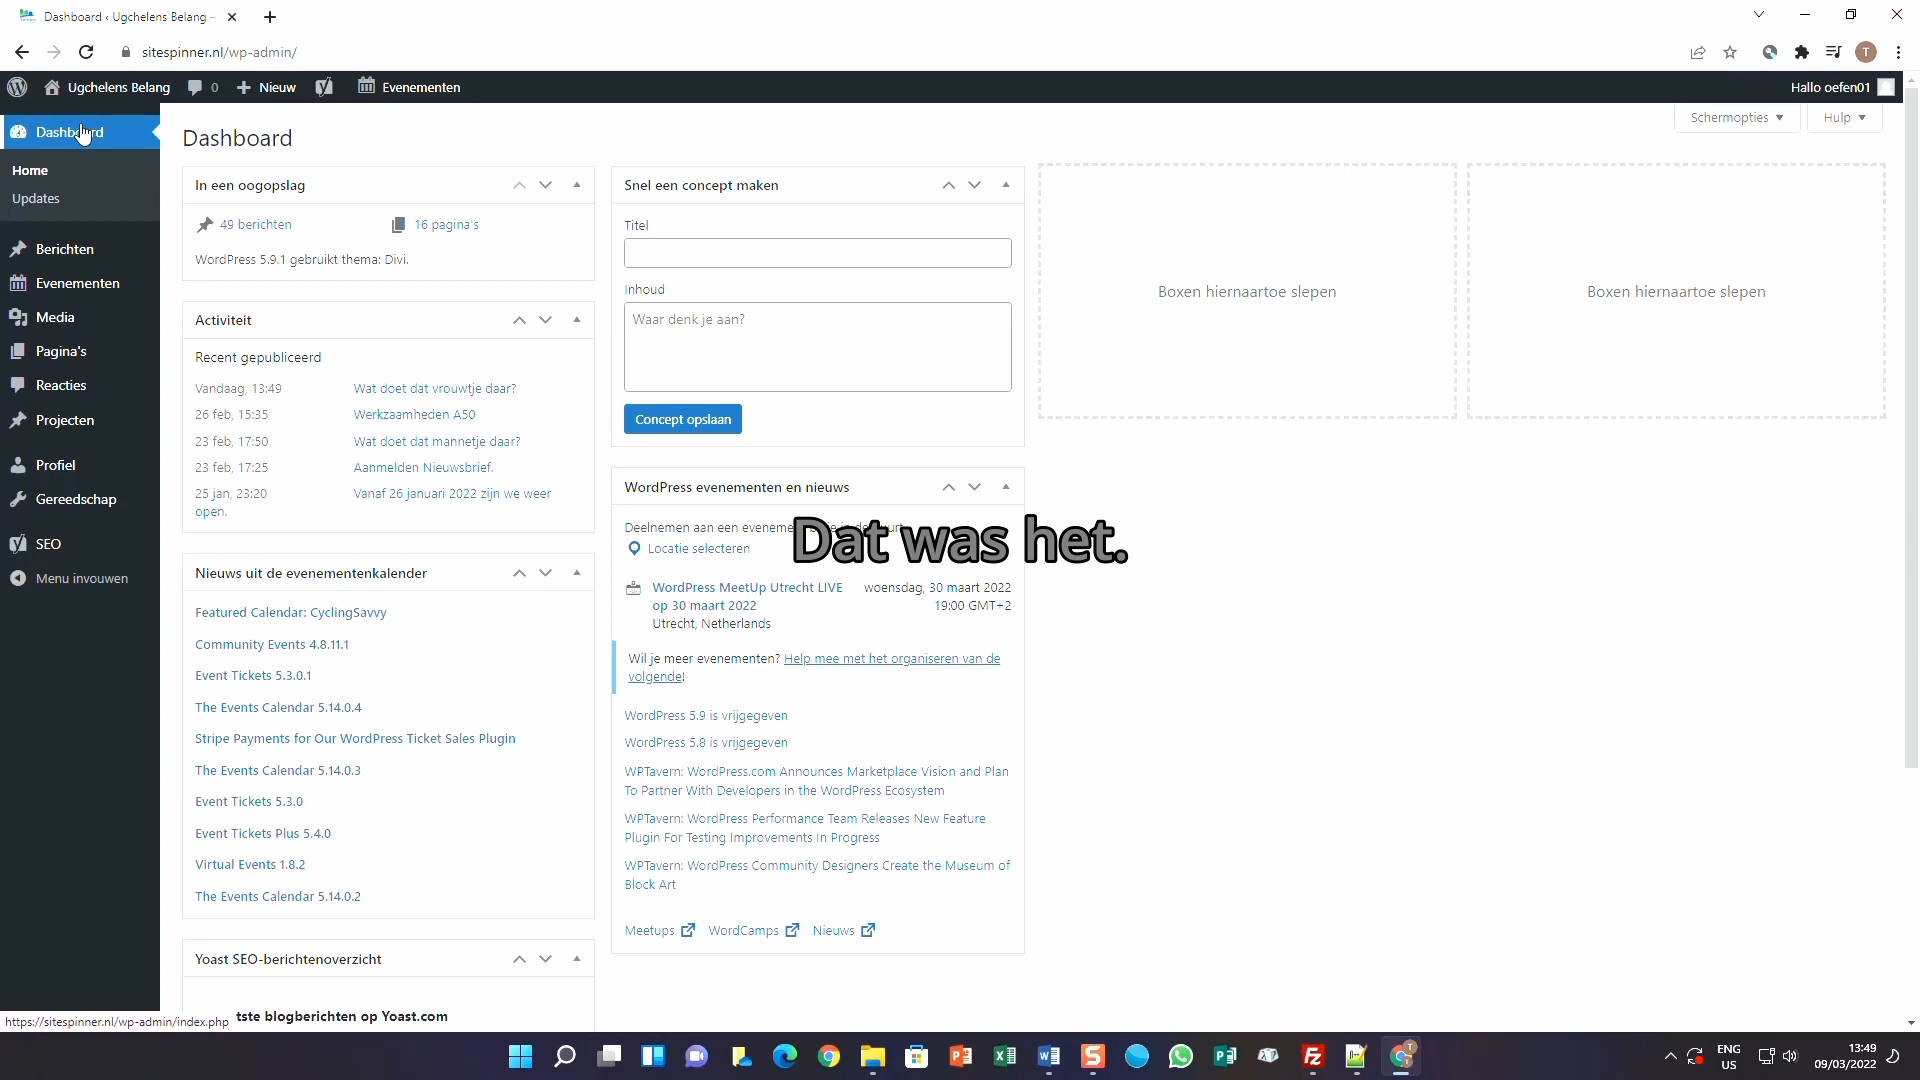 Dashboard ‹ Ugchelens Belang –
sitespinner.nl/wp-admin/
T
Ugchelens Belang
0
Nieuw
Evenementen
Hallo oefen01
Dashboard
Home
Updates
Berichten
Evenementen
Media
Pagina's
Reacties
Projecten
Profiel
Gereedschap
SEO
Menu invouwen
Schermopties
Hulp
Dashboard
In een oogopslag
49 berichten
16 pagina's
WordPress 5.9.1 gebruikt thema: Divi.
Activiteit
Recent gepubliceerd
Vandaag, 13:49 Wat doet dat vrouwtje daar?
26 feb, 15:35 Werkzaamheden A50
23 feb, 17:50 Wat doet dat mannetje daar?
23 feb, 17:25 Aanmelden Nieuwsbrief.
25 jan, 23:20 Vanaf 26 januari 2022 zijn we weer
open.
Nieuws uit de evenementenkalender
Featured Calendar: CyclingSavvy
Community Events 4.8.11.1
Event Tickets 5.3.0.1
The Events Calendar 5.14.0.4
Stripe Payments for Our WordPress Ticket Sales Plugin
The Events Calendar 5.14.0.3
Event Tickets 5.3.0
Event Tickets Plus 5.4.0
Virtual Events 1.8.2
The Events Calendar 5.14.0.2
Yoast SEO-berichtenoverzicht
tste blogberichten op Yoast.com
Snel een concept maken
Titel
Inhoud
Waar denk je aan?
Concept opslaan
WordPress evenementen en nieuws
Deelnemen aan een
Dat was het.
Locatie selecteren
WordPress MeetUp Utrecht LIVE woensdag, 30 maart 2022
op 30 maart 2022 19:00 GMT+2
Utrecht, Netherlands
Wil je meer evenementen? Help mee met het organiseren van de
volgende!
WordPress 5.9 is vrijgegeven
WordPress 5.8 is vrijgegeven
WPTavern: WordPress.com Announces Marketplace Vision and Plan
To Partner With Developers in the WordPress Ecosystem
WPTavern: WordPress Performance Team Releases New Feature
Plugin For Testing Improvements In Progress
WPTavern: WordPress Community Designers Create the Museum of
Block Art
Meetups WordCamps Nieuws
Boxen hiernaartoe slepen
Boxen hiernaartoe slepen
https://sitespinner.nl/wp-admin/index.php
ENG
US
13:49
09/03/2022